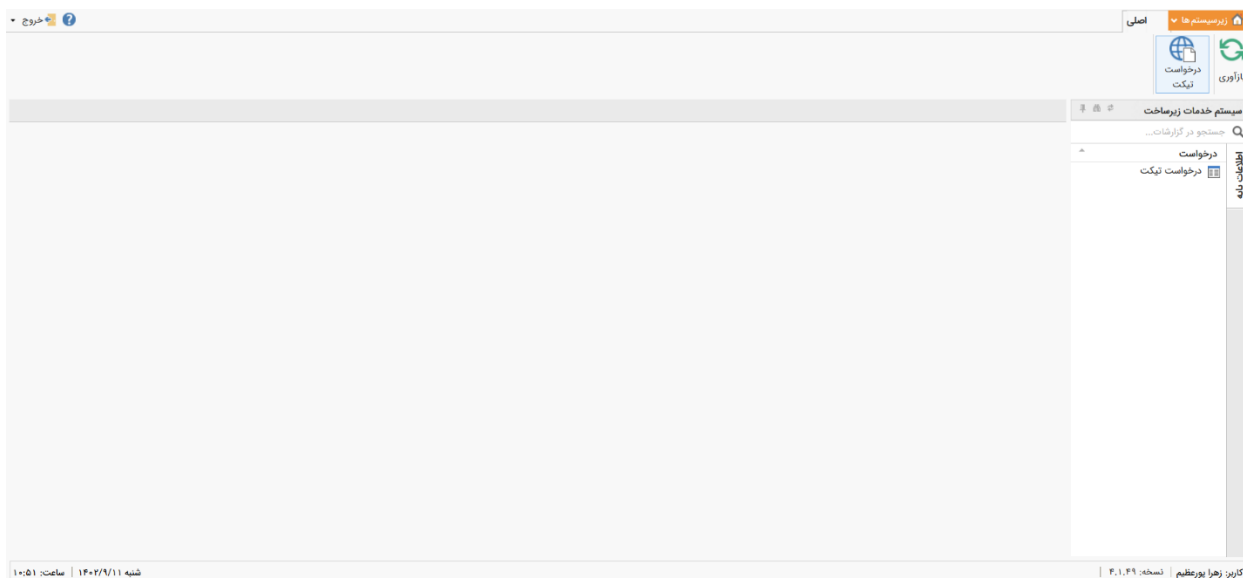 زیرسیستم‌ها
اصلی
خروج
بازآوری
درخواست
تیکت
سیستم خدمات زیرساخت
جستجو در گزارشات...
درخواست
درخواست تیکت
اطلاعات پایه
کاربر: زهرا پورعظیم
نسخه: ۴,۱,۴۹
شنبه ۱۴۰۲/۹/۱۱
ساعت: ۱۰:۵۱